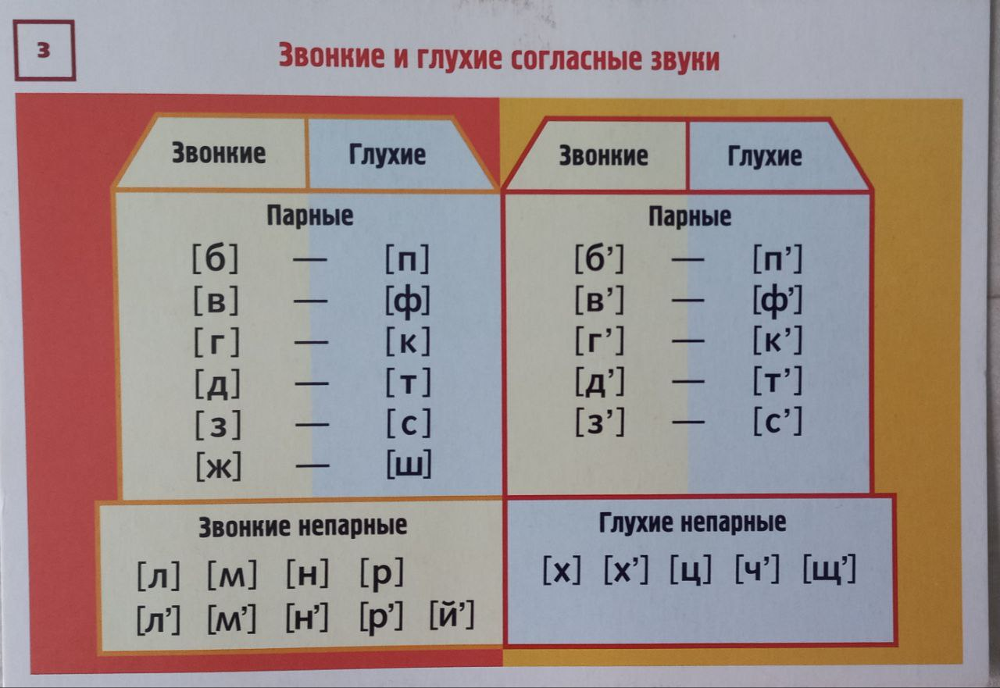 3
Звонкие и глухие согласные звуки
Звонкие Глухие
Парные
[б] — [п]
[в] — [ф]
[г] — [к]
[д] — [т]
[з] — [с]
[ж] — [ш]
Звонкие Глухие
Парные
[б’] — [п’]
[в’] — [ф’]
[г’] — [к’]
[д’] — [т’]
[з’] — [с’]
Звонкие непарные
[л] [м] [н] [р]
[л’] [м’] [н’] [р’] [й’]
Глухие непарные
[х] [х’] [ц] [ч’] [щ’]